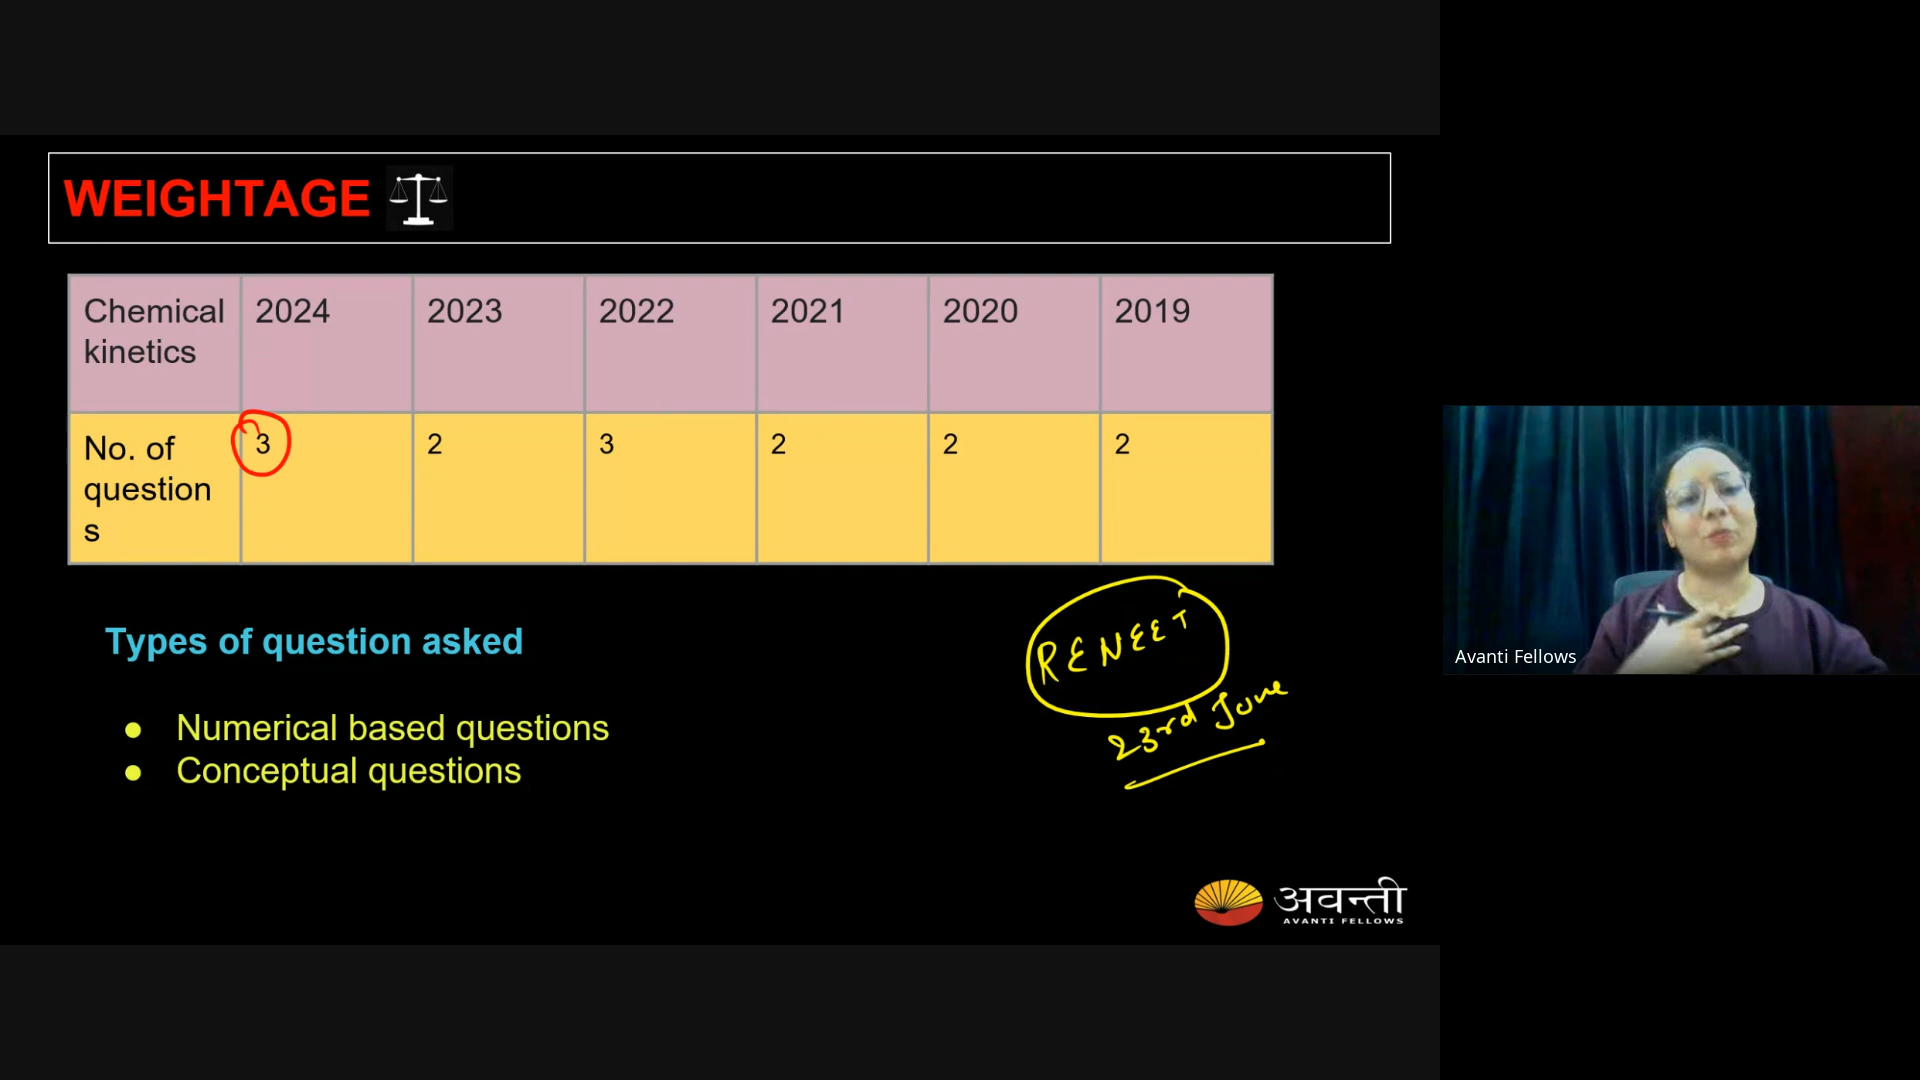 WEIGHTAGE
Chemical kinetics 2024 2023 2022 2021 2020 2019
No. of questions 3 2 3 2 2 2
Types of question asked
● Numerical based questions
● Conceptual questions
RENEET
23rd June
अवन्ती
AVANTI FELLOWS
Avanti Fellows